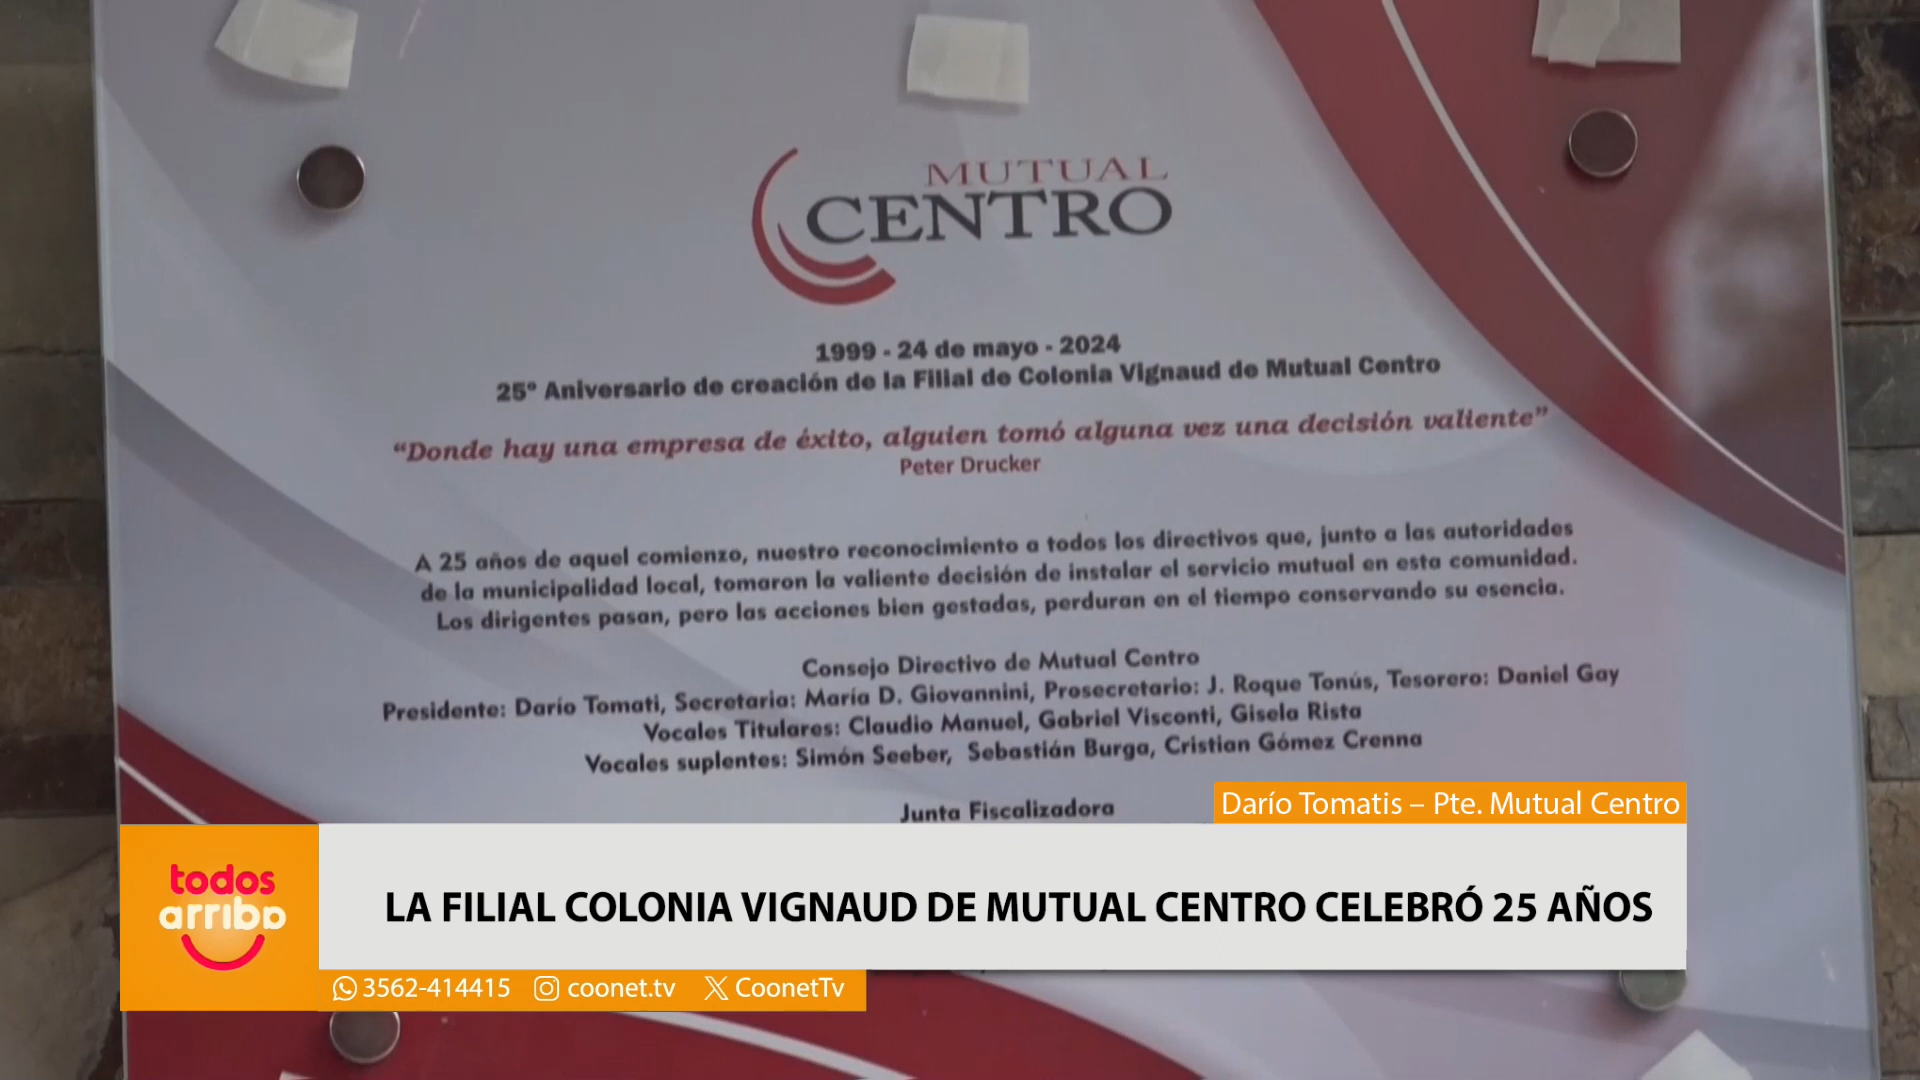 MUTUAL
CENTRO
1999 - 24 de mayo - 2024
25° Aniversario de creación de la Filial de Colonia Vignaud de Mutual Centro
“Donde hay una empresa de éxito, alguien tomó alguna vez una decisión valiente”
Peter Drucker
A 25 años de aquel comienzo, nuestro reconocimiento a todos los directivos que, junto a las autoridades
de la municipalidad local, tomaron la valiente decisión de instalar el servicio mutual en esta comunidad.
Los dirigentes pasan, pero las acciones bien gestadas, perduran en el tiempo conservando su esencia.
Consejo Directivo de Mutual Centro
Presidente: Darío Tomati, Secretaria: María D. Giovannini, Prosecretario: J. Roque Tonús, Tesorero: Daniel Gay
Vocales Titulares: Claudio Manuel, Gabriel Visconti, Gisela Rista
Vocales suplentes: Simón Seeber, Sebastián Burga, Cristian Gómez Crenna
Junta Fiscalizadora
Darío Tomatis – Pte. Mutual Centro
todos
arriba
LA FILIAL COLONIA VIGNAUD DE MUTUAL CENTRO CELEBRÓ 25 AÑOS
3562-414415 coonet.tv CoonetTv